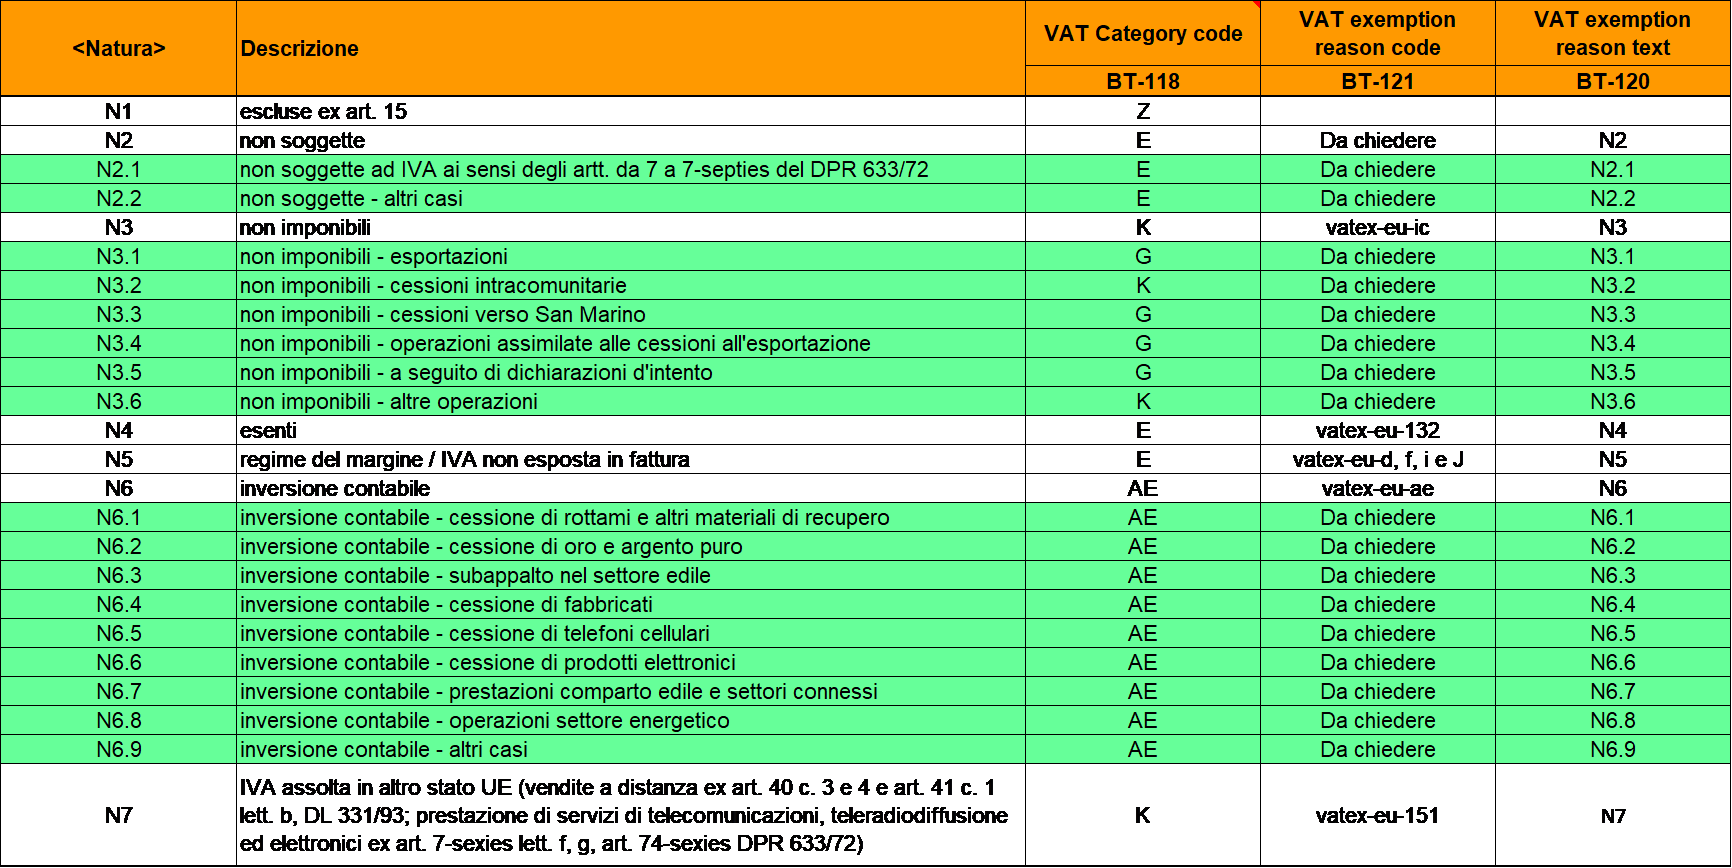 <Natura> Descrizione VAT Category code VAT exemption reason code VAT exemption reason text
BT-118 BT-121 BT-120
N1 escluse ex art. 15 Z
N2 non soggette E Da chiedere N2
N2.1 non soggette ad IVA ai sensi degli artt. da 7 a 7-septies del DPR 633/72 E Da chiedere N2.1
N2.2 non soggette - altri casi E Da chiedere N2.2
N3 non imponibili K vatex-eu-ic N3
N3.1 non imponibili - esportazioni G Da chiedere N3.1
N3.2 non imponibili - cessioni intracomunitarie K Da chiedere N3.2
N3.3 non imponibili - cessioni verso San Marino G Da chiedere N3.3
N3.4 non imponibili - operazioni assimilate alle cessioni all'esportazione G Da chiedere N3.4
N3.5 non imponibili - a seguito di dichiarazioni d'intento G Da chiedere N3.5
N3.6 non imponibili - altre operazioni K Da chiedere N3.6
N4 esenti E vatex-eu-132 N4
N5 regime del margine / IVA non esposta in fattura E vatex-eu-d, f, i e J N5
N6 inversione contabile AE vatex-eu-ae N6
N6.1 inversione contabile - cessione di rottami e altri materiali di recupero AE Da chiedere N6.1
N6.2 inversione contabile - cessione di oro e argento puro AE Da chiedere N6.2
N6.3 inversione contabile - subappalto nel settore edile AE Da chiedere N6.3
N6.4 inversione contabile - cessione di fabbricati AE Da chiedere N6.4
N6.5 inversione contabile - cessione di telefoni cellulari AE Da chiedere N6.5
N6.6 inversione contabile - cessione di prodotti elettronici AE Da chiedere N6.6
N6.7 inversione contabile - prestazioni comparto edile e settori connessi AE Da chiedere N6.7
N6.8 inversione contabile - operazioni settore energetico AE Da chiedere N6.8
N6.9 inversione contabile - altri casi AE Da chiedere N6.9
N7 IVA assolta in altro stato UE (vendite a distanza ex art. 40 c. 3 e 4 e art. 41 c. 1
lett. b, DL 331/93; prestazione di servizi di telecomunicazioni, teleradiodiffusione
ed elettronici ex art. 7-sexies lett. f, g, art. 74-sexies DPR 633/72) K vatex-eu-151 N7